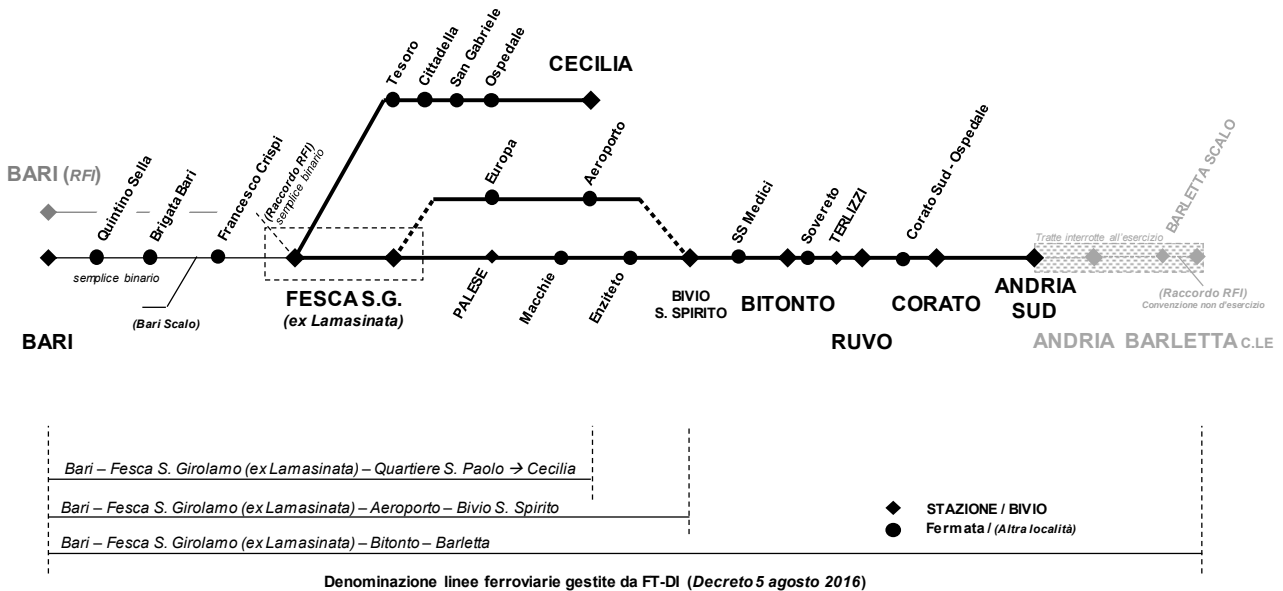 Tesoro
Cittadella
San Gabriele
Ospedale
CECILIA
BARI (RFI)
Quintino Sella
Brigata Bari
Francesco Crispi
(Raccordo RFI)
semplice binario
Europa
Aeroporto
SS Medici
Sovereto
TERLIZZI
Corato Sud - Ospedale
BARLETTA SCALO
Tratte interrotte all'esercizio
semplice binario
(Bari Scalo)
FESCA S.G.
(ex Lamasinata)
PALESE
Macchie
Enziteto
BIVIO
S. SPIRITO
BITONTO
CORATO
ANDRIA
SUD
(Raccordo RFI)
Convenzione non d'esercizio
BARI
RUVO
ANDRIA
BARLETTA C.LE
Bari – Fesca S. Girolamo (ex Lamasinata) – Quartiere S. Paolo → Cecilia
Bari – Fesca S. Girolamo (ex Lamasinata) – Aeroporto – Bivio S. Spirito
Bari – Fesca S. Girolamo (ex Lamasinata) – Bitonto – Barletta
STAZIONE / BIVIO
Fermata / (Altra località)
Denominazione linee ferroviarie gestite da FT-DI (Decreto 5 agosto 2016)